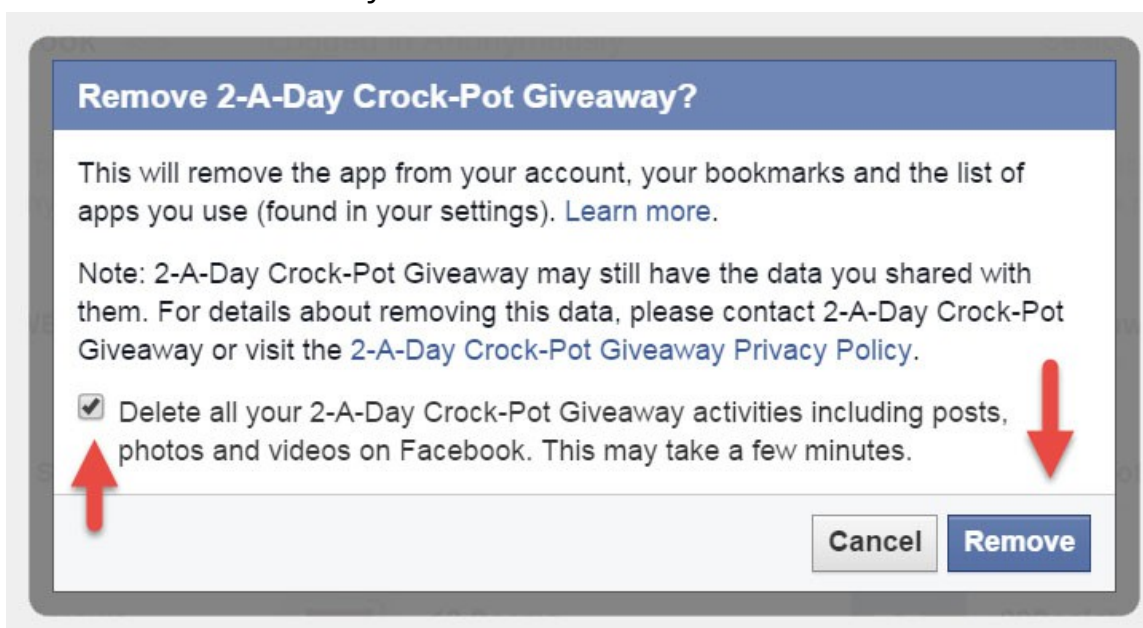 Remove 2-A-Day Crock-Pot Giveaway?
This will remove the app from your account, your bookmarks and the list of
apps you use (found in your settings). Learn more.
Note: 2-A-Day Crock-Pot Giveaway may still have the data you shared with
them. For details about removing this data, please contact 2-A-Day Crock-Pot
Giveaway or visit the 2-A-Day Crock-Pot Giveaway Privacy Policy.
Delete all your 2-A-Day Crock-Pot Giveaway activities including posts,
photos and videos on Facebook. This may take a few minutes.
Cancel Remove